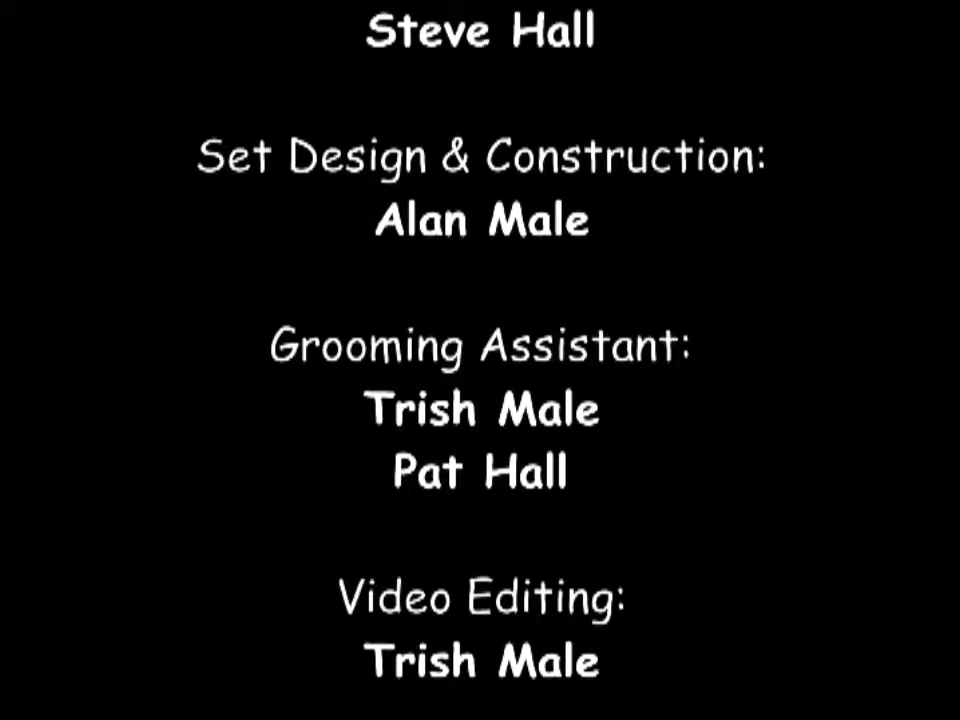 Steve Hall
Set Design & Construction:
Alan Male
Grooming Assistant:
Trish Male
Pat Hall
Video Editing:
Trish Male